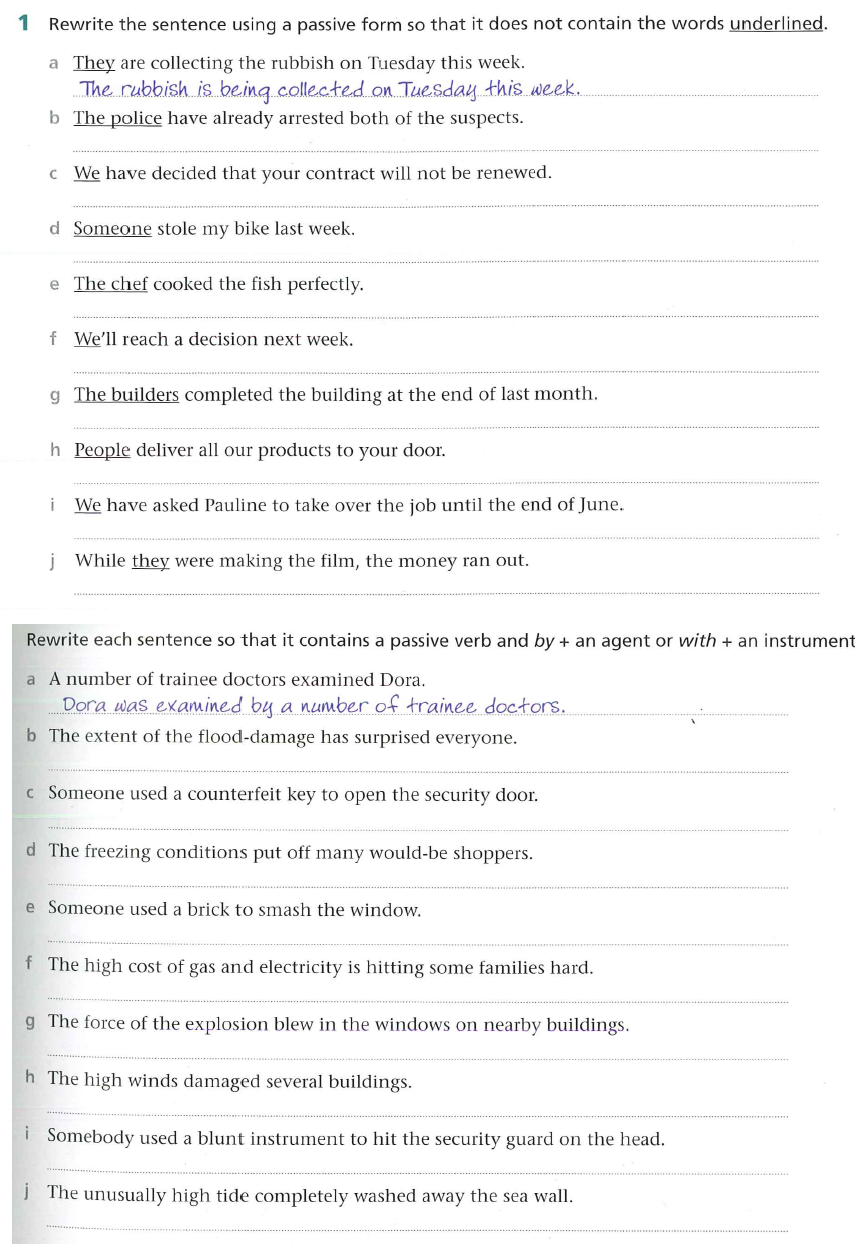 1 Rewrite the sentence using a passive form so that it does not contain the words underlined.
a They are collecting the rubbish on Tuesday this week.
The rubbish is being collected on Tuesday this week.
b The police have already arrested both of the suspects.
c We have decided that your contract will not be renewed.
d Someone stole my bike last week.
e The chef cooked the fish perfectly.
f We'll reach a decision next week.
g The builders completed the building at the end of last month.
h People deliver all our products to your door.
i We have asked Pauline to take over the job until the end of June.
j While they were making the film, the money ran out.
Rewrite each sentence so that it contains a passive verb and by + an agent or with + an instrument
a A number of trainee doctors examined Dora.
Dora was examined by a number of trainee doctors.
b The extent of the flood-damage has surprised everyone.
c Someone used a counterfeit key to open the security door.
d The freezing conditions put off many would-be shoppers.
e Someone used a brick to smash the window.
f The high cost of gas and electricity is hitting some families hard.
g The force of the explosion blew in the windows on nearby buildings.
h The high winds damaged several buildings.
i Somebody used a blunt instrument to hit the security guard on the head.
j The unusually high tide completely washed away the sea wall.